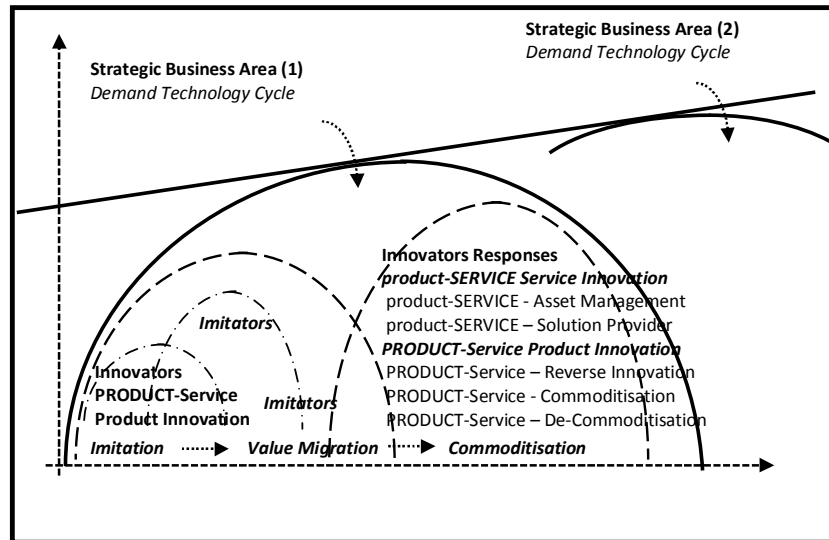 Strategic Business Area (1)
Demand Technology Cycle
Strategic Business Area (2)
Demand Technology Cycle
Innovators Responses
product-SERVICE Service Innovation
product-SERVICE - Asset Management
product-SERVICE – Solution Provider
PRODUCT-Service Product Innovation
PRODUCT-Service – Reverse Innovation
PRODUCT-Service - Commoditisation
PRODUCT-Service – De-Commoditisation
Imitators
Imitators
Innovators
PRODUCT-Service
Product Innovation
Imitation
Value Migration
Commoditisation